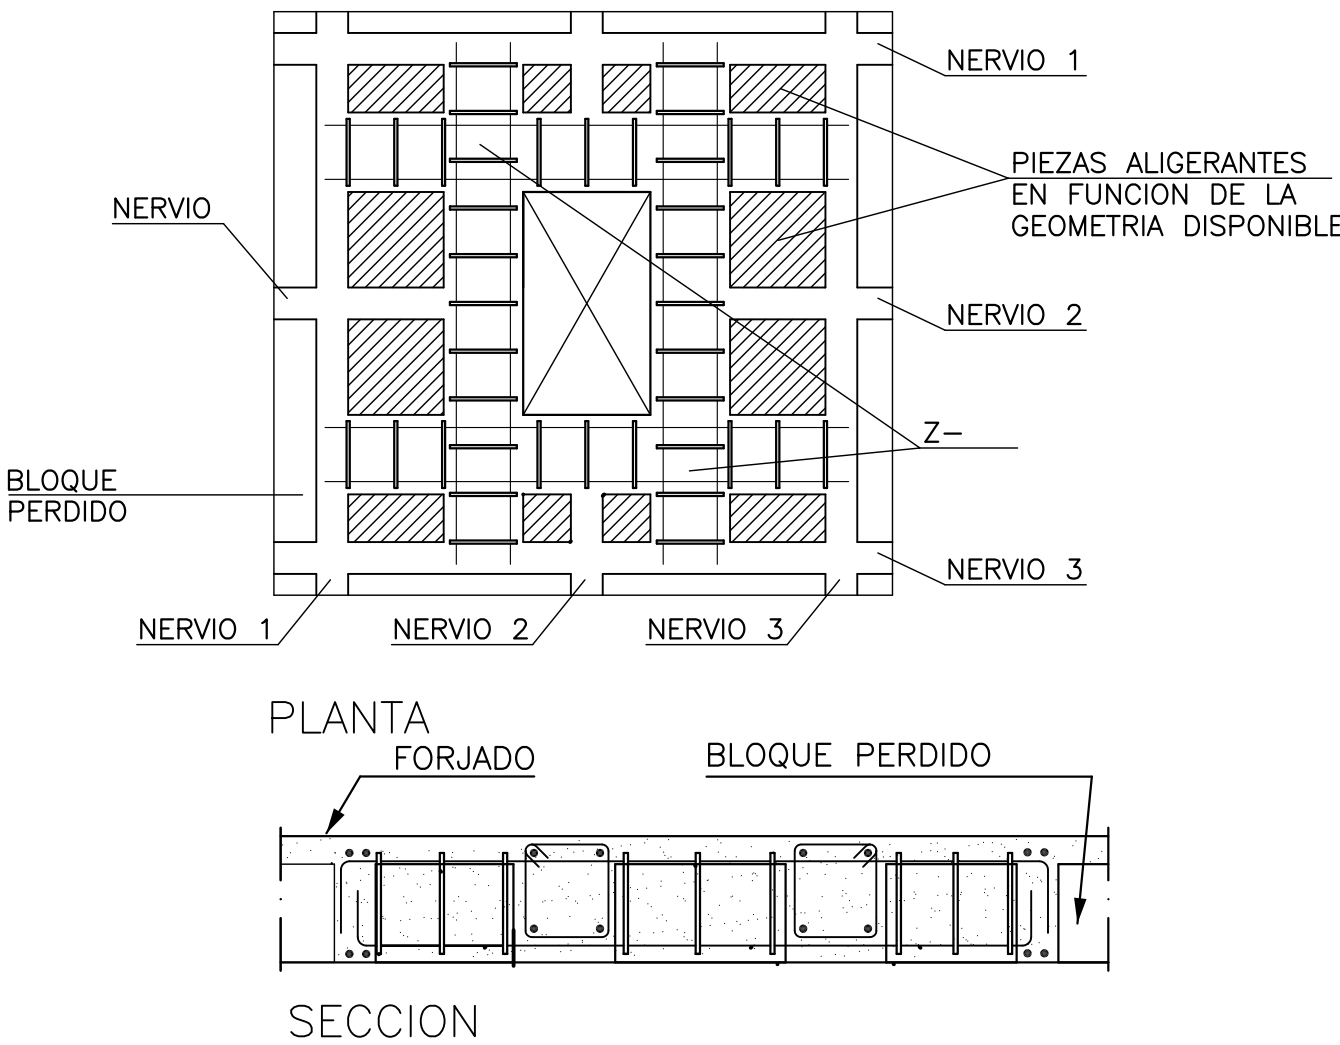 NERVIO 1
PIEZAS ALIGERANTES
EN FUNCION DE LA
GEOMETRIA DISPONIBLE
NERVIO
NERVIO 2
Z-
BLOQUE
PERDIDO
NERVIO 3
NERVIO 1
NERVIO 2
NERVIO 3
PLANTA
FORJADO
BLOQUE PERDIDO
SECCION